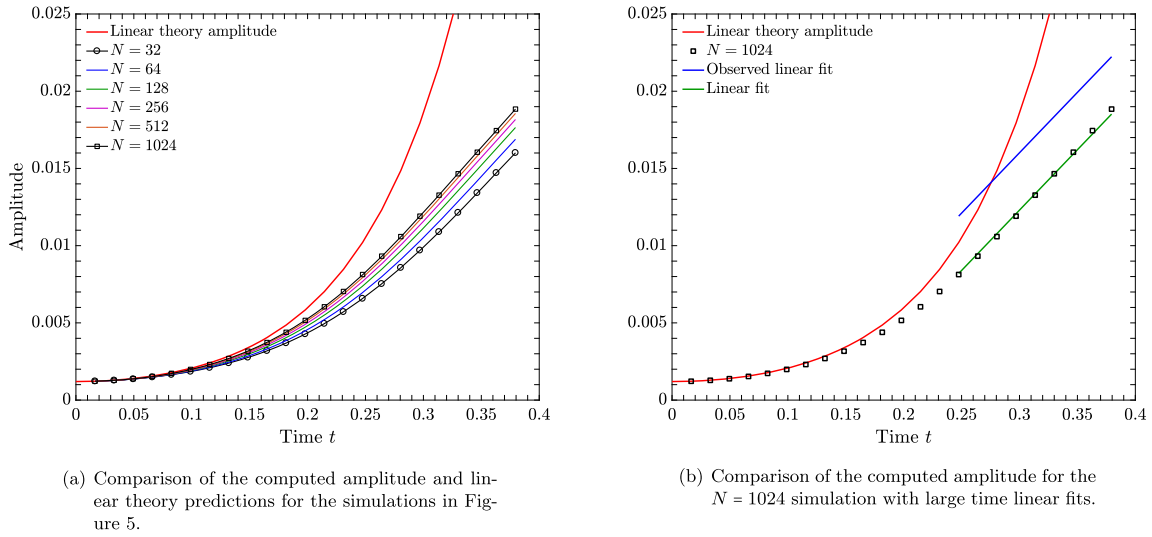 0.025
0.02
0.015
0.01
0.005
0
Amplitude
Linear theory amplitude
N = 32
N = 64
N = 128
N = 256
N = 512
N = 1024
0 0.05 0.1 0.15 0.2 0.25 0.3 0.35 0.4
Time t
(a) Comparison of the computed amplitude and lin-
ear theory predictions for the simulations in Fig-
ure 5.
0.025
0.02
0.015
0.01
0.005
0
Linear theory amplitude
N = 1024
Observed linear fit
Linear fit
0 0.05 0.1 0.15 0.2 0.25 0.3 0.35 0.4
Time t
(b) Comparison of the computed amplitude for the
N = 1024 simulation with large time linear fits.